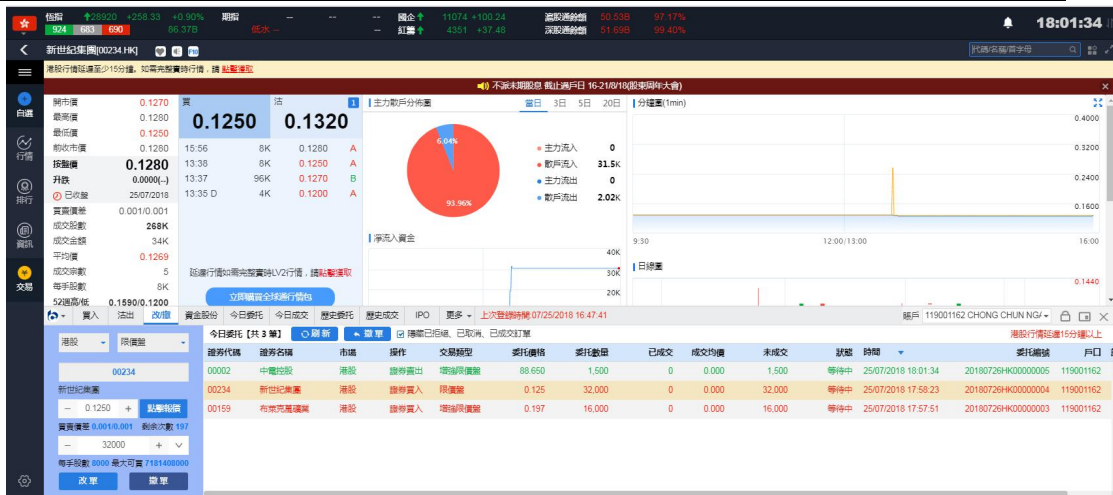 恆指 ↑28920 +258.33 +0.90% 期指 -- -- -- 國企↑ 11074 +100.24 滬股通餘額 50.53B 97.17%
924 683 690 86.37B 低水 -- -- 紅籌↑ 4351 +37.48 深股通餘額 51.69B 99.40% 18:01:34
新世紀集團[00234.HK] F10 代碼/名稱/首字母
港股行情延遲至少15分鐘。如需完整實時行情，請 點擊獲取
不派末期股息 截止過戶日 16-21/8/18(股東周年大會)
自選
行情
排行
資訊
交易
開市價 0.1270
最高價 0.1280
最低價 0.1250
前收市價 0.1280
按盤價 0.1280
升跌 0.0000(--)
已收盤 25/07/2018
買賣價差 0.001/0.001
成交股數 268K
成交金額 34K
平均價 0.1269
成交宗數 5
每手股數 8K
52週高/低 0.1590/0.1200
買 沽 1
0.1250 0.1320
15:56 8K 0.1280 A
13:38 8K 0.1250 A
13:37 96K 0.1270 B
13:35 D 4K 0.1200 A
延遲行情如需完整實時LV2行情，請點擊獲取
立即購買全球通行情包
主力散戶分佈圖 當日 3日 5日 20日
6.04%
93.96%
主力流入 0
散戶流入 31.5K
主力流出 0
散戶流出 2.02K
淨流入資金
40K
30K
20K
分鐘圖(1min)
0.4000
0.3200
0.2400
0.1600
9:30 12:00/13:00 16:00
日線圖
0.1440
買入 沽出 改/撤 資金股份 今日委托 今日成交 歷史委托 歷史成交 IPO 更多 上次登錄時間 07/25/2018 16:47:41 賬戶 119001162 CHONG CHUN NG/
港股 限價盤
00234
新世紀集團
− 0.1250 + 點擊報價
買賣價差 0.001/0.001 剩余次數 197
− 32000 +
每手股數 8000 最大可買 7181408000
改單 撤單
今日委托 【共 3 筆】 刷新 撤單 隱藏已拒絕、已取消、已成交訂單 港股行情延遲15分鐘以上
證券代碼 證券名稱 市場 操作 交易類型 委托價格 委托數量 已成交 成交均價 未成交 狀態 時間 委托編號 戶口
00002 中電控股 港股 證券賣出 增強限價盤 88.650 1,500 0 0.000 1,500 等待中 25/07/2018 18:01:34 20180726HK00000005 119001162
00234 新世紀集團 港股 證券買入 限價盤 0.125 32,000 0 0.000 32,000 等待中 25/07/2018 17:58:23 20180726HK00000004 119001162
00159 布萊克萬礦業 港股 證券買入 增強限價盤 0.197 16,000 0 0.000 16,000 等待中 25/07/2018 17:57:51 20180726HK00000003 119001162